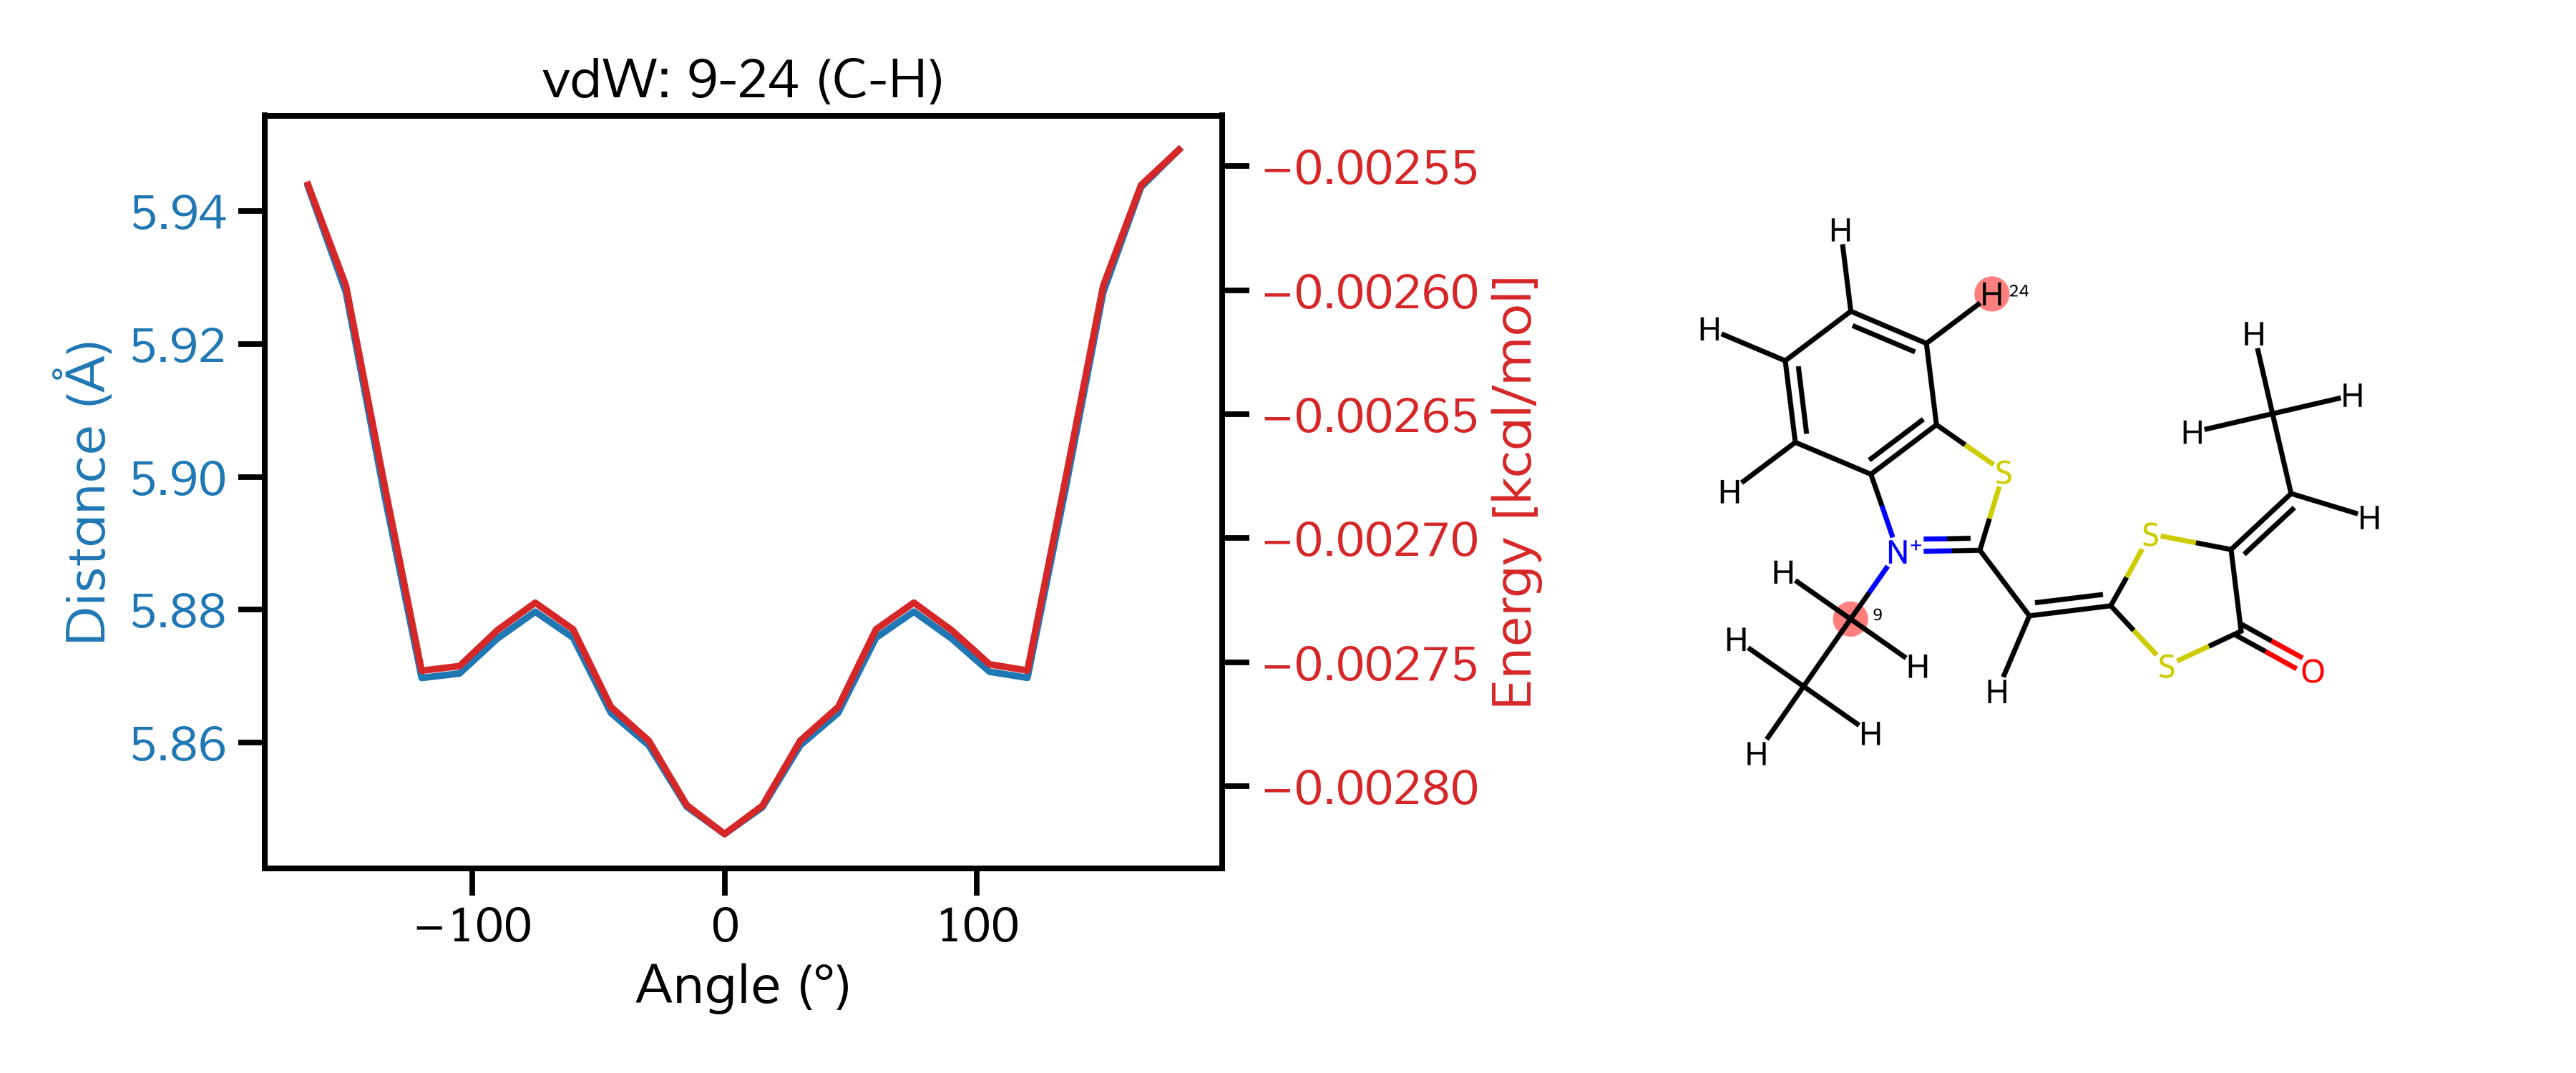 vdW: 9-24 (C-H)
5.94
5.92
5.90
5.88
5.86
Distance (Å)
−0.00255
−0.00260
−0.00265
−0.00270
−0.00275
−0.00280
Energy [kcal/mol]
−100
0
100
Angle (°)
H
H 24
H
H
H
H
H
S
H
S
N+
H
9
H
H
H
S
O
H
H
H